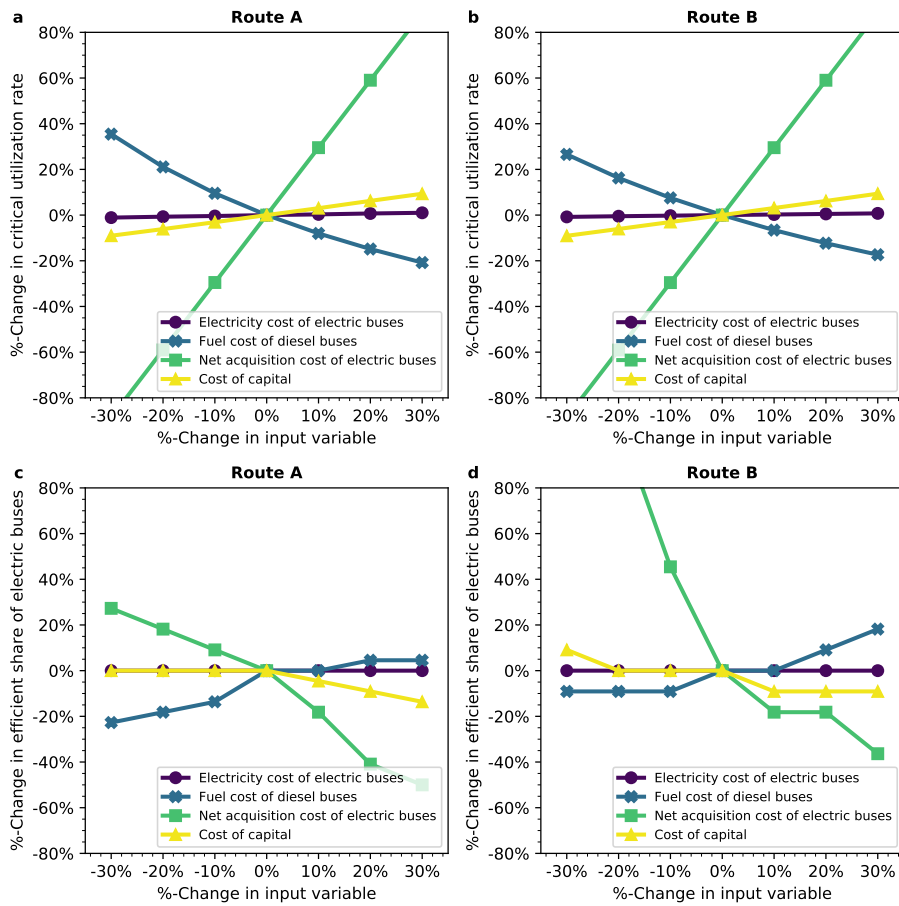 a
Route A
80%
60%
40%
20%
0%
-20%
-40%
-60%
-80%
%-Change in critical utilization rate
Electricity cost of electric buses
Fuel cost of diesel buses
Net acquisition cost of electric buses
Cost of capital
-30% -20% -10% 0% 10% 20% 30%
%-Change in input variable
b
Route B
80%
60%
40%
20%
0%
-20%
-40%
-60%
-80%
%-Change in critical utilization rate
Electricity cost of electric buses
Fuel cost of diesel buses
Net acquisition cost of electric buses
Cost of capital
-30% -20% -10% 0% 10% 20% 30%
%-Change in input variable
c
Route A
80%
60%
40%
20%
0%
-20%
-40%
-60%
-80%
%-Change in efficient share of electric buses
Electricity cost of electric buses
Fuel cost of diesel buses
Net acquisition cost of electric buses
Cost of capital
-30% -20% -10% 0% 10% 20% 30%
%-Change in input variable
d
Route B
80%
60%
40%
20%
0%
-20%
-40%
-60%
-80%
%-Change in efficient share of electric buses
Electricity cost of electric buses
Fuel cost of diesel buses
Net acquisition cost of electric buses
Cost of capital
-30% -20% -10% 0% 10% 20% 30%
%-Change in input variable